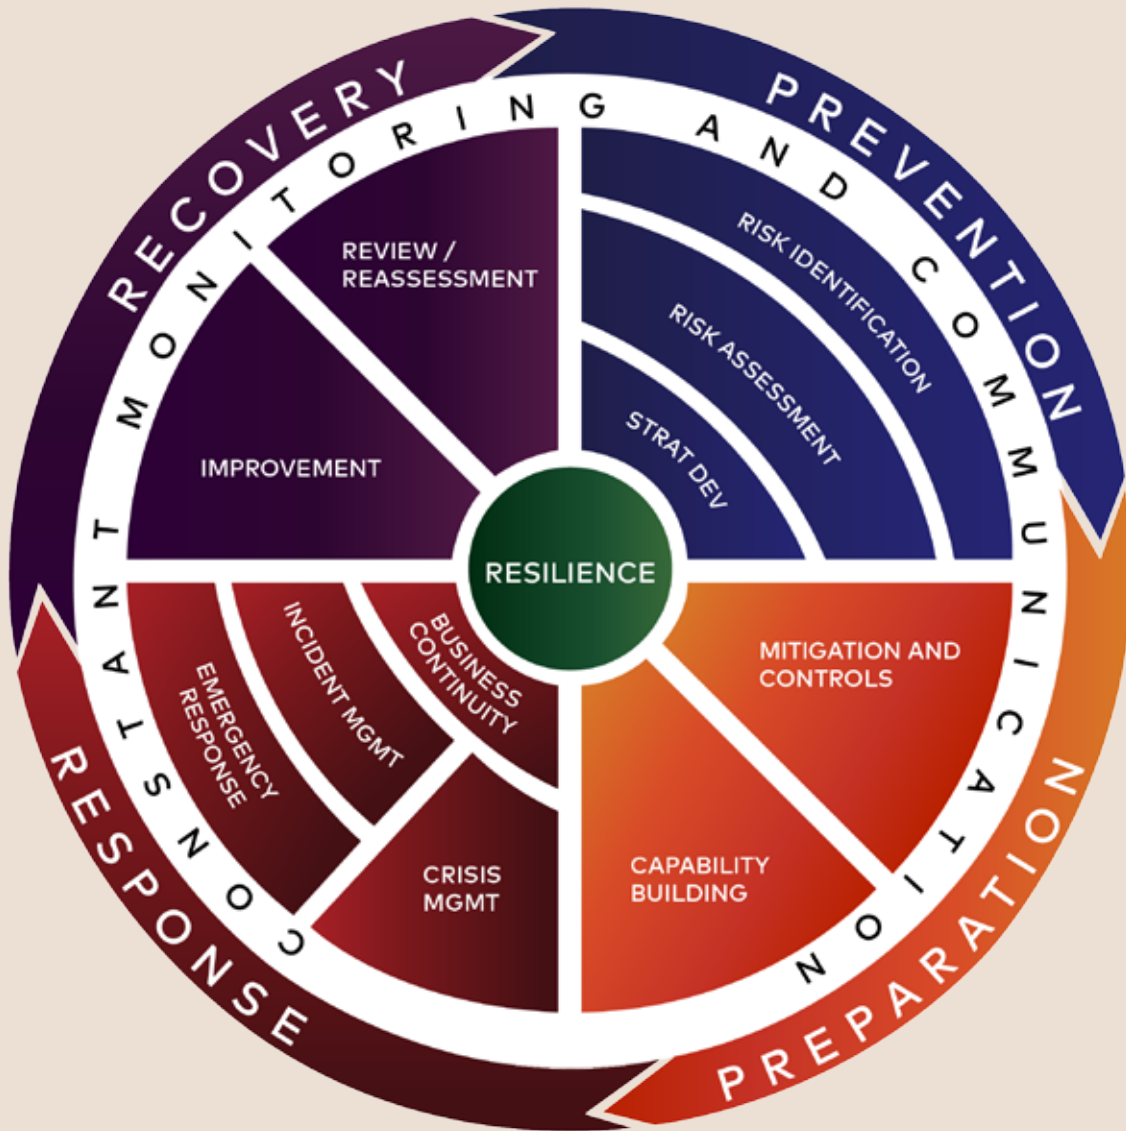 RECOVERY
PREVENTION
PREPARATION
RESPONSE
CONSTANT MONITORING AND COMMUNICATION
REVIEW /
REASSESSMENT
IMPROVEMENT
RISK IDENTIFICATION
RISK ASSESSMENT
STRAT DEV
RESILIENCE
MITIGATION AND
CONTROLS
CAPABILITY
BUILDING
BUSINESS
CONTINUITY
INCIDENT MGMT
EMERGENCY
RESPONSE
CRISIS
MGMT